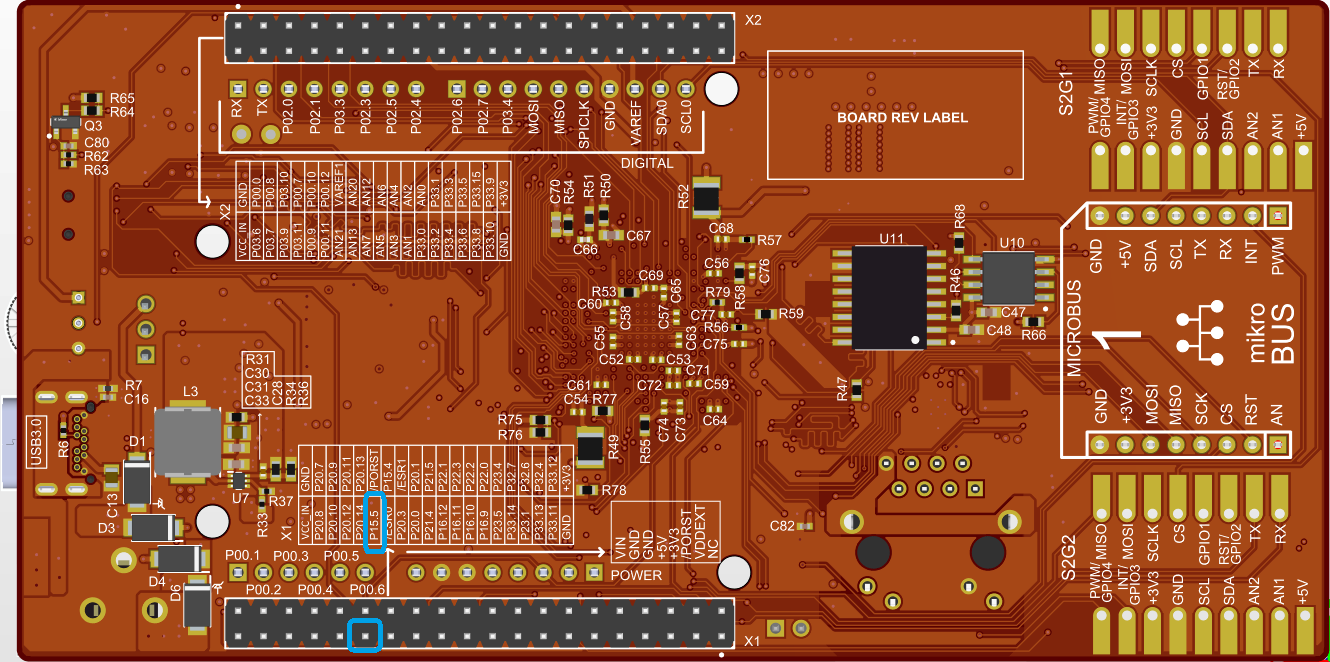 X2
RX
TX
P02.0
P02.1
P03.3
P02.3
P02.5
P02.4
P02.6
P02.7
P03.4
MOSI
MISO
SPICLK
GND
VAREF
SDA0
SCL0
DIGITAL
BOARD REV LABEL
R65
R64
Q3
C80
R62
R63
X2
GND
P00.0
P00.8
P03.10
P00.7
P00.10
P00.12
VAREF1
AN20
AN12
AN6
AN4
AN2
AN0
P33.1
P33.3
P33.5
P33.15
P33.9
+3V3
VCC_IN
P03.6
P03.7
P03.9
P03.11
P00.9
P00.11
AN21
AN13
AN7
AN5
AN3
AN1
P33.0
P33.2
P33.4
P33.6
P33.8
P33.10
GND
S2G1
PWM/ MISO
GPIO4
INT/ MOSI
GPIO3
SCLK
+3V3
CS
GND
GPIO1
SCL
RST/
GPIO2
SDA
TX
AN2
RX
AN1
+5V
C70
R54
R51
R50
C66
C67
R52
C68
R57
C56
C76
R58
C69
C65
R53
C60
C58
C57
R79
C77
R56
C75
R59
C55
C63
C52
C53
C71
C72
C59
C61
C54
R77
C74
C73
C64
R75
R76
R49
R55
R78
U11
R68
U10
R46
C47
C48
R66
R47
C82
GND
+5V
SDA
SCL
TX
RX
INT
PWM
MICROBUS
1
mikro
BUS
GND
+3V3
MOSI
MISO
SCK
CS
RST
AN
R31
C30
C31
C33
C28
R34
R36
R7
C16
L3
USB3.0
R6
D1
C13
D3
U7
R33
R37
D4
D6
X1
GND
P20.7
P20.9
P20.11
P20.13
/PORST
P15.4
/ESR1
P20.1
P21.5
P22.1
P22.3
P22.2
P22.0
P23.4
P32.7
P32.6
P32.4
P33.12
+3V3
VCC_IN
P20.8
P20.10
P20.12
P20.14
P15.5
P20.3
P20.0
P21.4
P16.12
P16.11
P16.10
P16.9
P23.5
P33.14
P23.1
P33.13
P33.11
GND
VIN
GND
GND
+5V
+3V3
/PORST
VDDEXT
NC
P00.1
P00.3
P00.5
P00.2
P00.4
P00.6
POWER
X1
S2G2
PWM/ MISO
GPIO4
INT/ MOSI
GPIO3
SCLK
+3V3
CS
GND
GPIO1
SCL
RST/
GPIO2
SDA
TX
AN2
RX
AN1
+5V